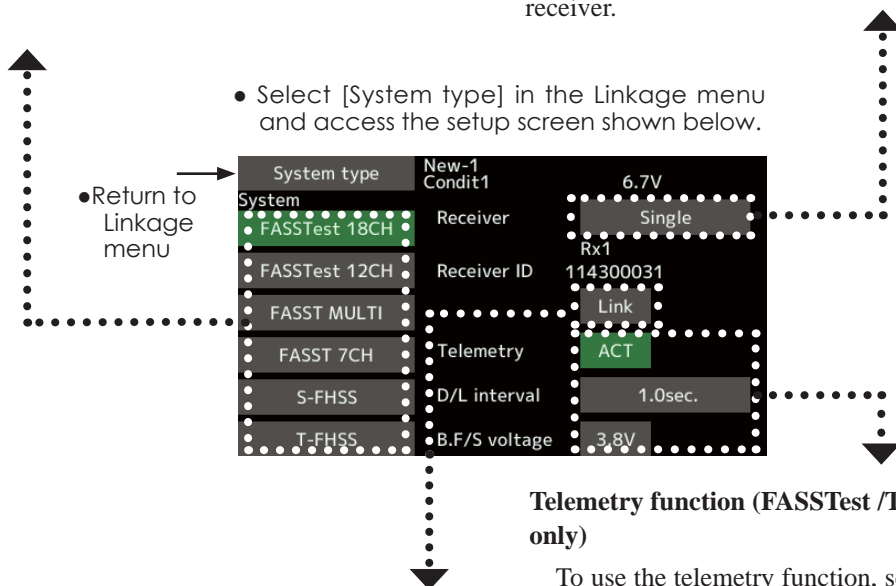 receiver.
● Select [System type] in the Linkage menu
and access the setup screen shown below.
●Return to
Linkage
menu
System type
New-1
Condit1
6.7V
System
FASSTest 18CH
Receiver
Single
Rx1
FASSTest 12CH
Receiver ID
114300031
FASST MULTI
Link
FASST 7CH
Telemetry
ACT
S-FHSS
D/L interval
1.0sec.
T-FHSS
B.F/S voltage
3.8V
Telemetry function (FASSTest /T
only)
To use the telemetry function, s